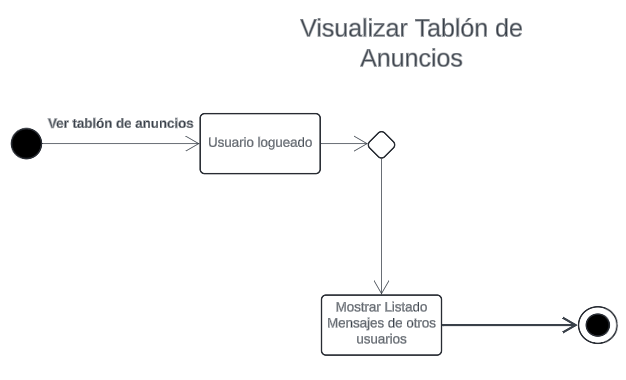 Visualizar Tablón de
Anuncios
Ver tablón de anuncios
Usuario logueado
Mostrar Listado
Mensajes de otros
usuarios